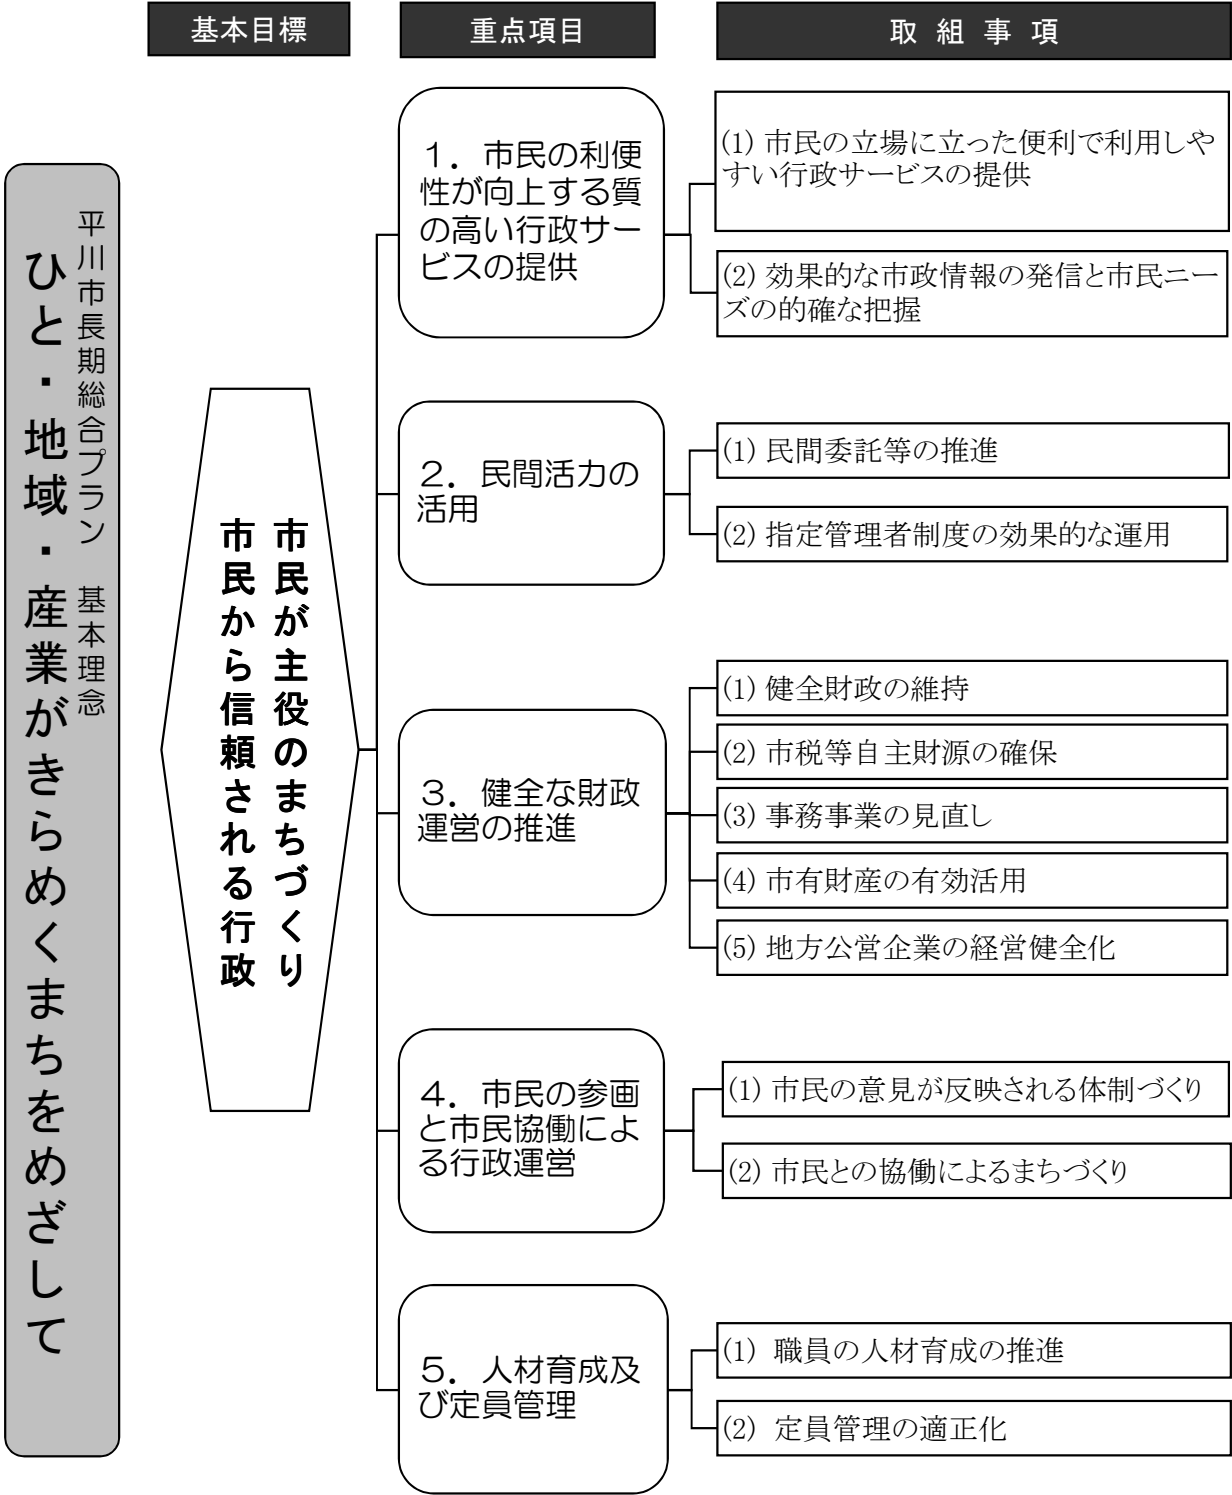 基本目標
重点項目
取組事項
平川市長期総合プラン 基本理念
ひと・地域・産業がきらめくまちをめざして
市民が主役のまちづくり
市民から信頼される行政
1．市民の利便
性が向上する質
の高い行政サー
ビスの提供
(1) 市民の立場に立った便利で利用しや
すい行政サービスの提供
(2) 効果的な市政情報の発信と市民ニー
ズの的確な把握
2．民間活力の
活用
(1) 民間委託等の推進
(2) 指定管理者制度の効果的な運用
3．健全な財政
運営の推進
(1) 健全財政の維持
(2) 市税等自主財源の確保
(3) 事務事業の見直し
(4) 市有財産の有効活用
(5) 地方公営企業の経営健全化
4．市民の参画
と市民協働によ
る行政運営
(1) 市民の意見が反映される体制づくり
(2) 市民との協働によるまちづくり
5．人材育成及
び定員管理
(1) 職員の人材育成の推進
(2) 定員管理の適正化